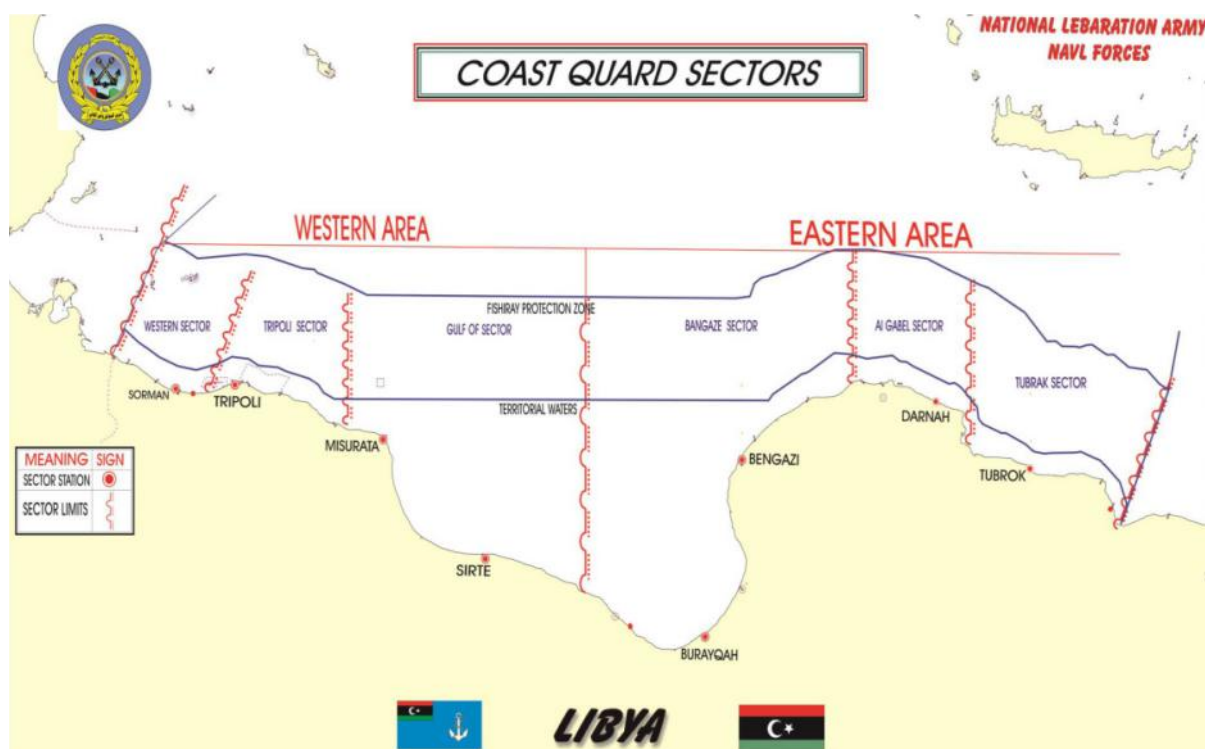 NATIONAL LEBARATION ARMY
NAVL FORCES
COAST QUARD SECTORS
WESTERN AREA
EASTERN AREA
FISHIRAY PROTECTION ZONE
WESTERN SECTOR
TRIPOLI SECTOR
GULF OF SECTOR
BANGAZE SECTOR
Al GABEL SECTOR
TUBRAK SECTOR
SORMAN
TRIPOLI
TERRITORIAL WATERS
DARNAH
MISURATA
BENGAZI
TUBROK
MEANING SIGN
SECTOR STATION
SECTOR LIMITS
SIRTE
BURAYQAH
LIBYA